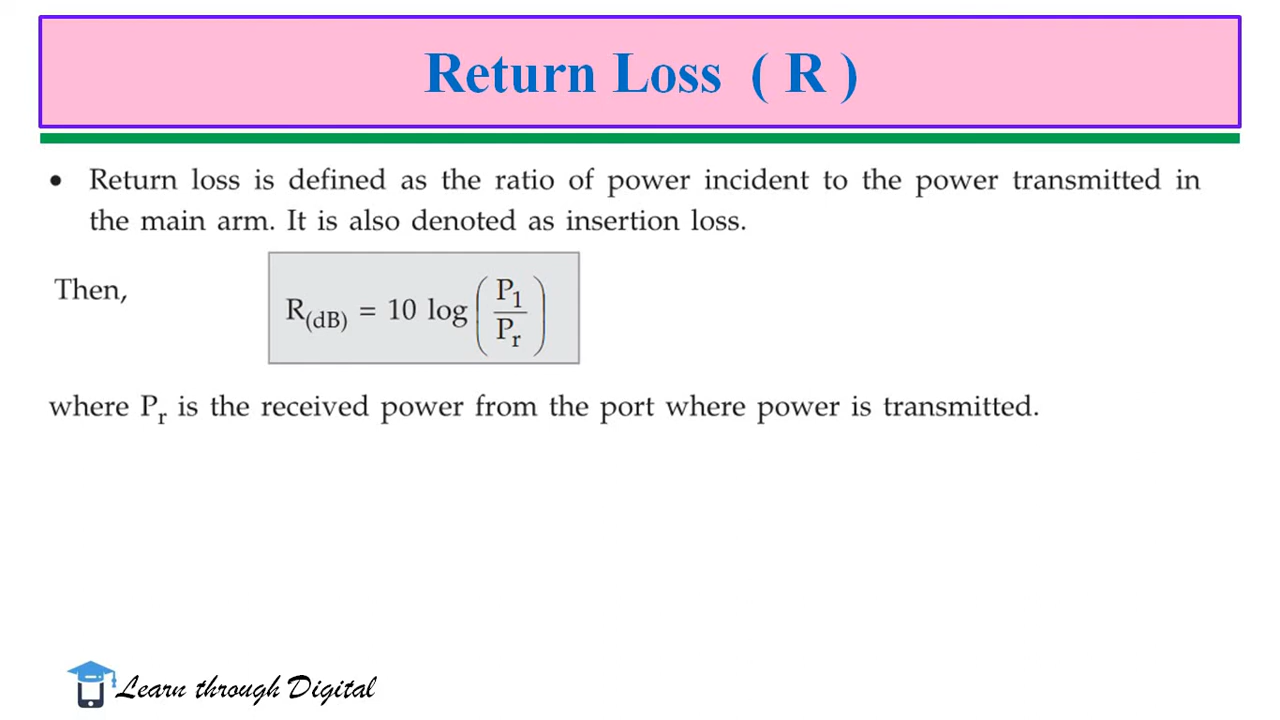 Return Loss ( R )
• Return loss is defined as the ratio of power incident to the power transmitted in
the main arm. It is also denoted as insertion loss.
Then, R(dB) = 10 log (P1/Pr)
where Pr is the received power from the port where power is transmitted.
Learn through Digital